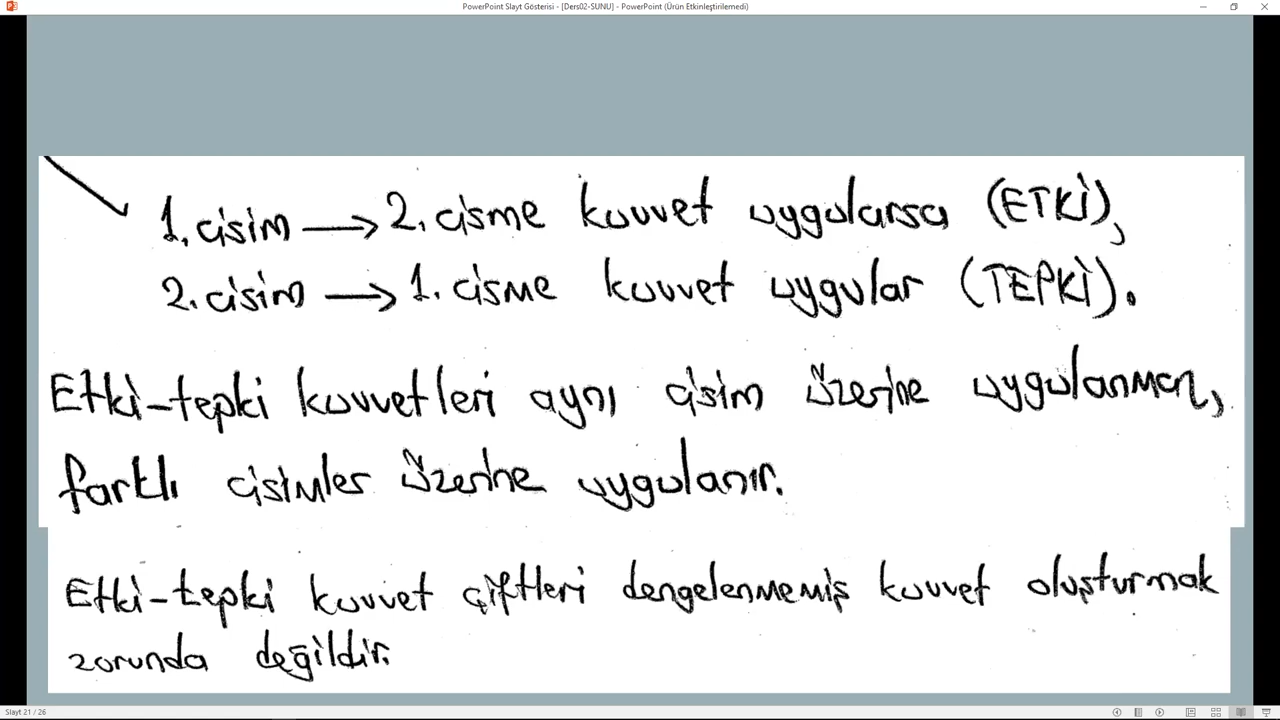 PowerPoint Slayt Gösterisi - [Ders02-SUNU] - PowerPoint (Ürün Etkinleştirilemedi)
1. cisim → 2. cisme kuvvet uygularsa (ETKİ),
2. cisim → 1. cisme kuvvet uygular (TEPKİ).
Etki-tepki kuvvetleri aynı cisim üzerine uygulanmaz,
farklı cisimler üzerine uygulanır.
Etki-tepki kuvvet çiftleri dengelenmemiş kuvvet oluşturmak
zorunda değildir.
Slayt 21 / 26